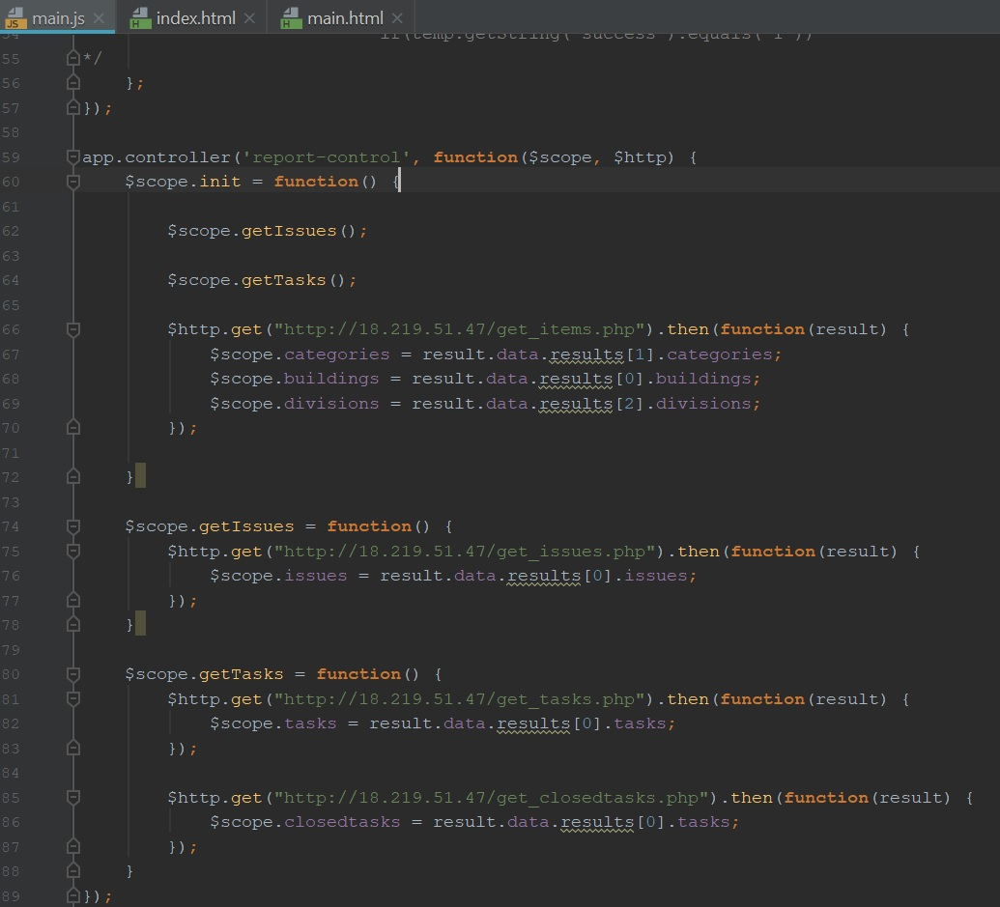 main.js × index.html × main.html ×
54 if(temp.getString("success").equals("1"))
55 */
56 };
57 });
58
59 app.controller('report-control', function($scope, $http) {
60 $scope.init = function() {
61
62 $scope.getIssues();
63
64 $scope.getTasks();
65
66 $http.get("http://18.219.51.47/get_items.php").then(function(result) {
67 $scope.categories = result.data.results[1].categories;
68 $scope.buildings = result.data.results[0].buildings;
69 $scope.divisions = result.data.results[2].divisions;
70 });
71
72 }
73
74 $scope.getIssues = function() {
75 $http.get("http://18.219.51.47/get_issues.php").then(function(result) {
76 $scope.issues = result.data.results[0].issues;
77 });
78 }
79
80 $scope.getTasks = function() {
81 $http.get("http://18.219.51.47/get_tasks.php").then(function(result) {
82 $scope.tasks = result.data.results[0].tasks;
83 });
84
85 $http.get("http://18.219.51.47/get_closedtasks.php").then(function(result) {
86 $scope.closedtasks = result.data.results[0].tasks;
87 });
88 }
89 });